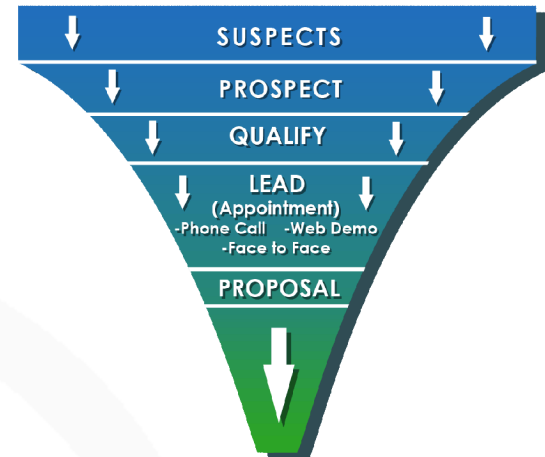 SUSPECTS
PROSPECT
QUALIFY
LEAD
(Appointment)
-Phone Call -Web Demo
-Face to Face
PROPOSAL